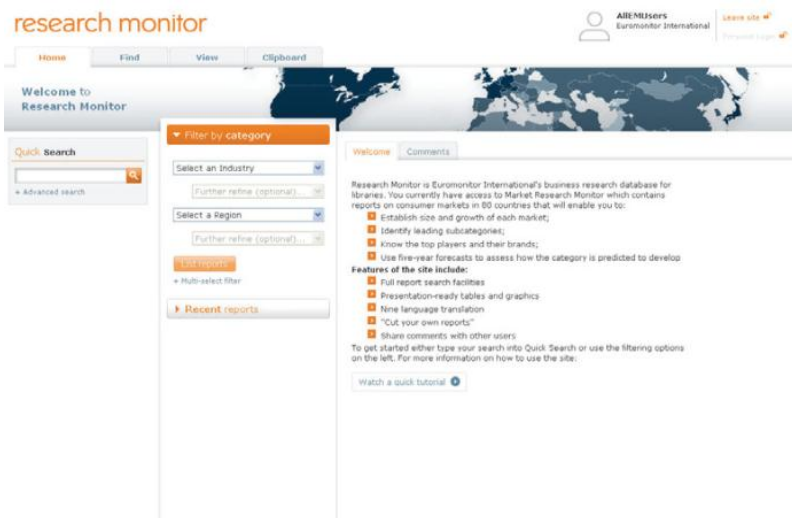 research monitor
AllEMUsers
Euromonitor International
Leave site
Home
Find
View
Clipboard
Welcome to
Research Monitor
Quick Search
+ Advanced search
Filter by category
Select an Industry
Further refine (optional)...
Select a Region
Further refine (optional)...
List reports
+ Multi-select filter
Recent reports
Welcome
Comments
Research Monitor is Euromonitor International's business research database for
libraries. You currently have access to Market Research Monitor which contains
reports on consumer markets in 80 countries that will enable you to:
Establish size and growth of each market;
Identify leading subcategories;
Know the top players and their brands;
Use five-year forecasts to assess how the category is predicted to develop
Features of the site include:
Full report search facilities
Presentation-ready tables and graphics
Nine language translation
"Cut your own reports"
Share comments with other users
To get started either type your search into Quick Search or use the filtering options
on the left. For more information on how to use the site:
Watch a quick tutorial